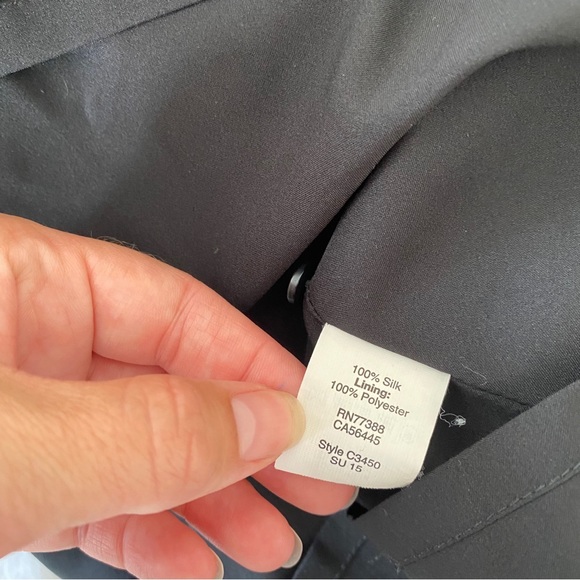 100% Silk
Lining:
100% Polyester
RN77388
CA56445
Style C3450
SU 15